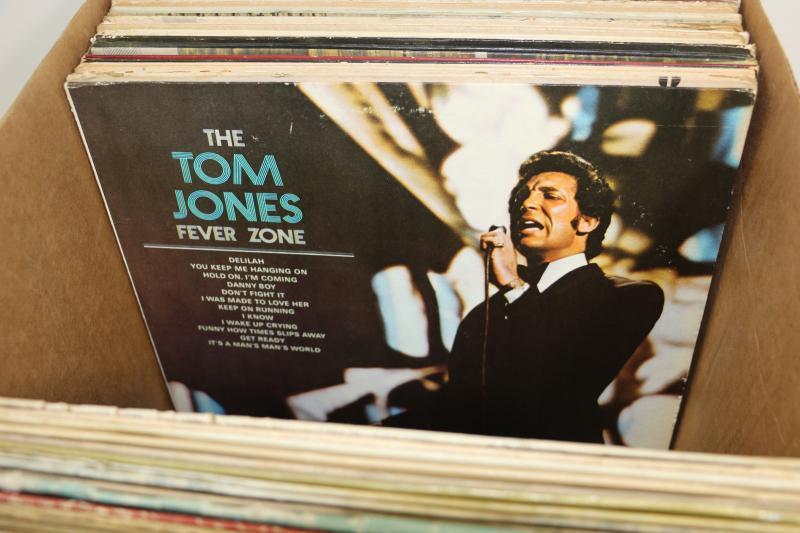 THE
TOM
JONES
FEVER ZONE
DELILAH
YOU KEEP ME HANGING ON
HOLD ON, I'M COMING
DANNY BOY
DON'T FIGHT IT
I WAS MADE TO LOVE HER
KEEP ON RUNNING
I KNOW
I WAKE UP CRYING
FUNNY HOW TIMES SLIPS AWAY
GET READY
IT'S A MAN'S MAN'S WORLD